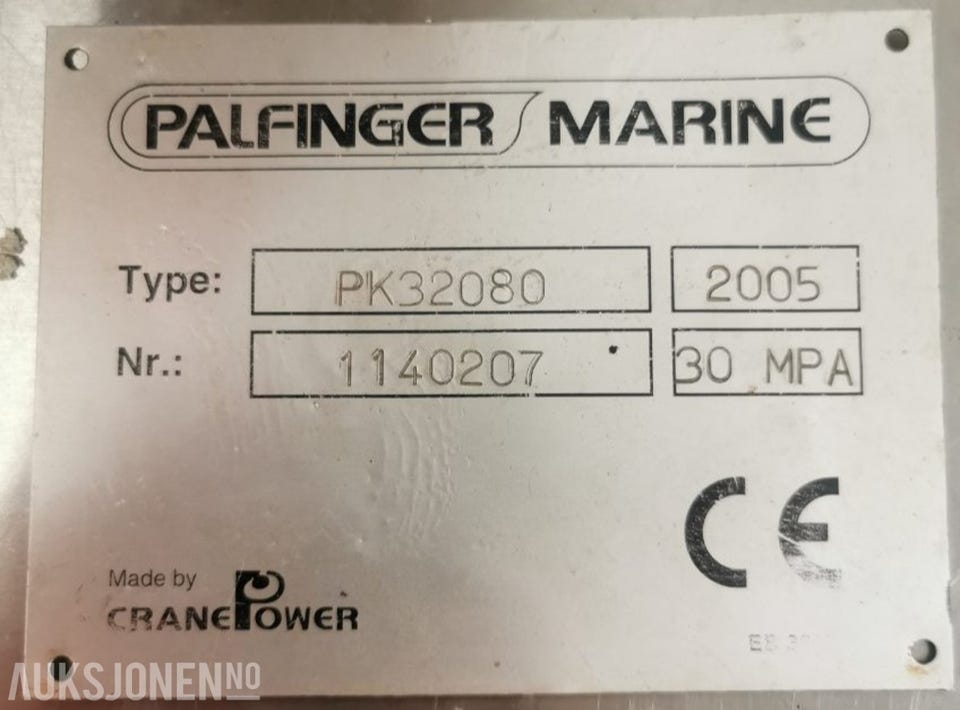 PALFINGER MARINE
Type: PK32080 2005
Nr.: 1140207 30 MPA
CE
Made by
CRANEPOWER
AUKSJONEN.NO